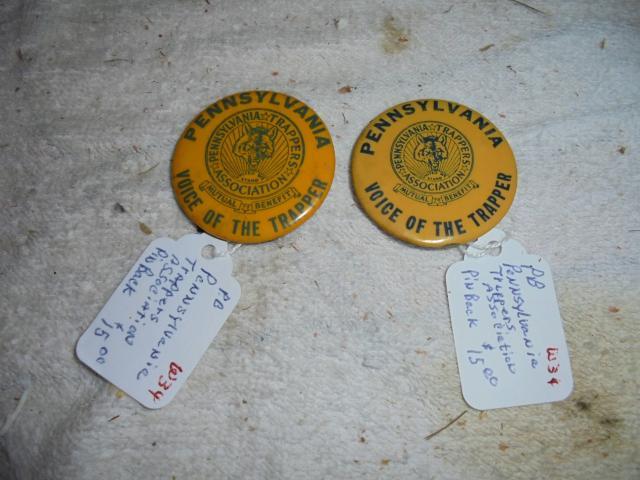 PENNSYLVANIA
PENNSYLVANIA TRAPPERS
ASSOCIATION
MUTUAL BENEFIT
VOICE OF THE TRAPPER
PENNSYLVANIA
PENNSYLVANIA TRAPPERS
ASSOCIATION
MUTUAL BENEFIT
VOICE OF THE TRAPPER
PB
PENNSYLVANIA
TRAPPERS
ASSOCIATION
PIN BACK
$
15 00
W34
PB
PENNSYLVANIA
Trappers
Association
PIN BACK
$
15 00
W34